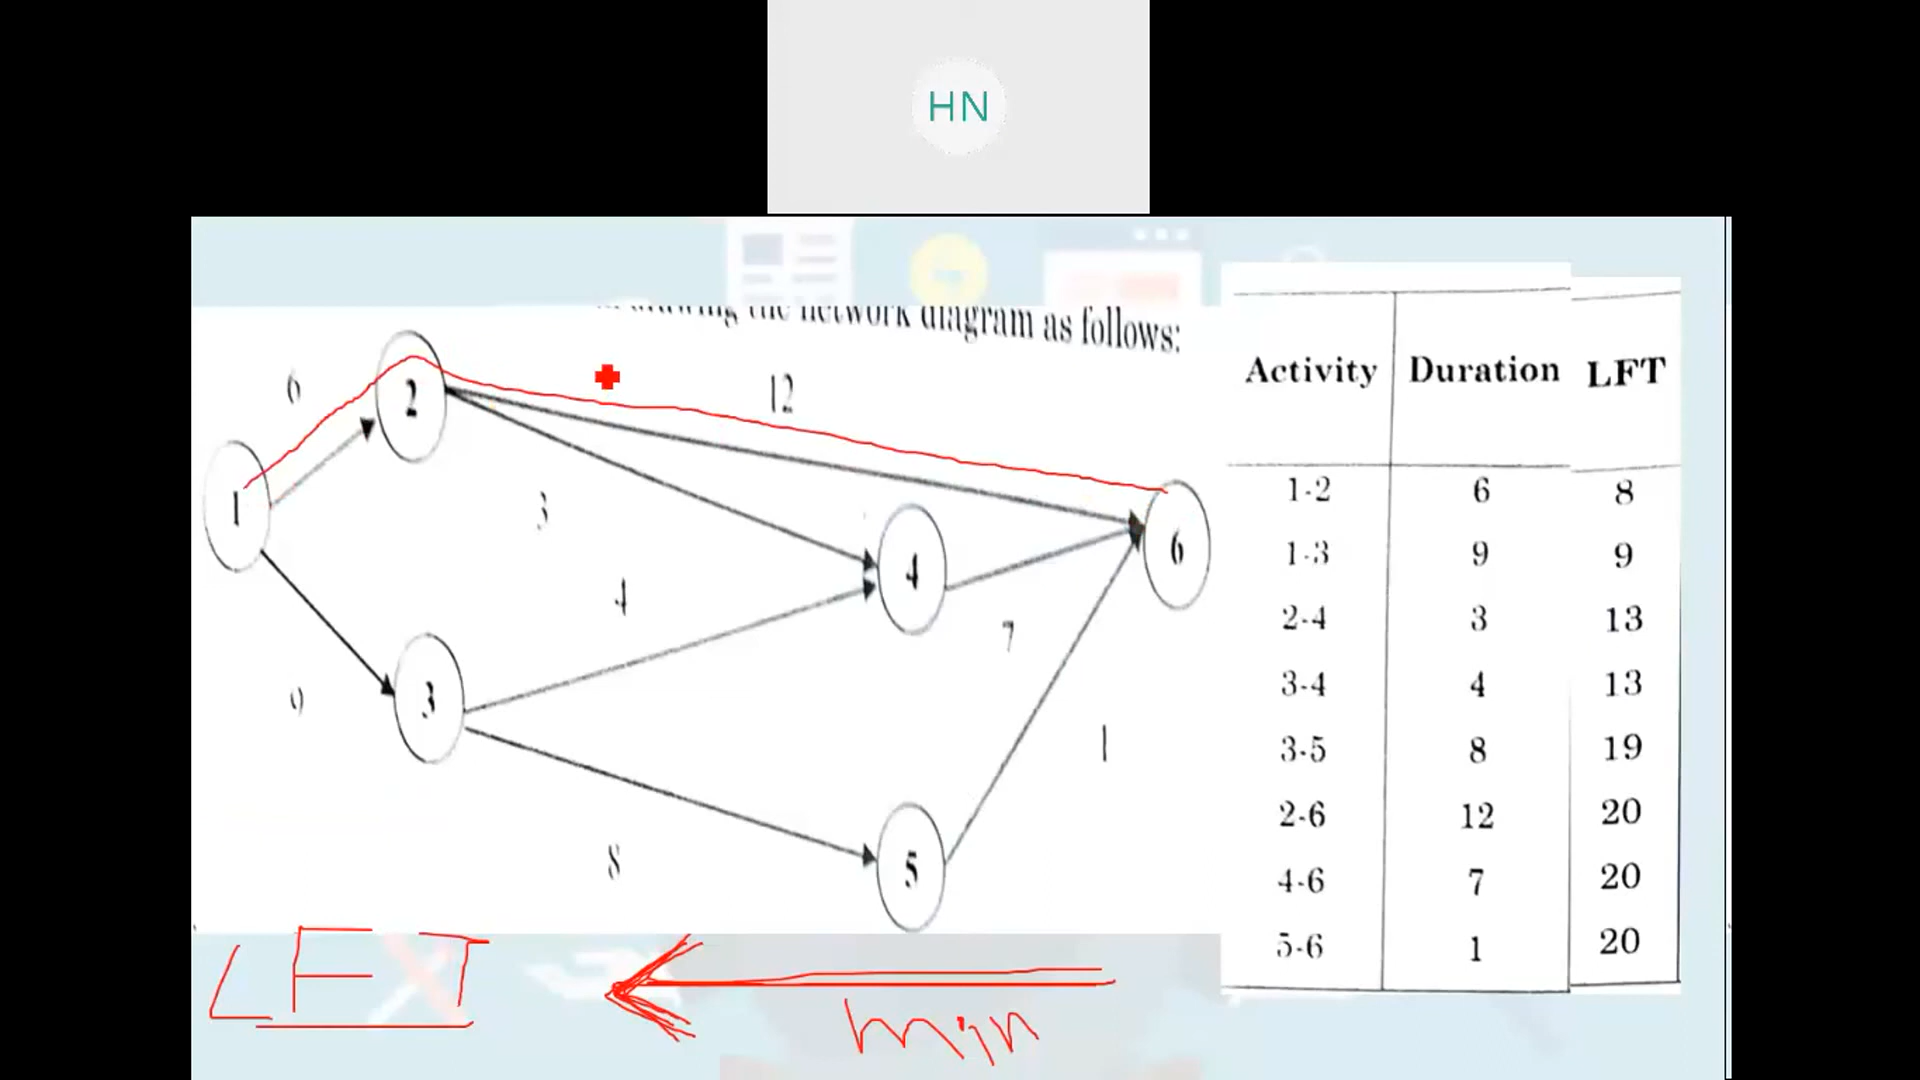 HN
the network diagram as follows:
6
2
12
1
3
4
4
6
7
9
3
1
8
5
Activity Duration LFT
1-2 6 8
1-3 9 9
2-4 3 13
3-4 4 13
3-5 8 19
2-6 12 20
4-6 7 20
5-6 1 20
LFT
min